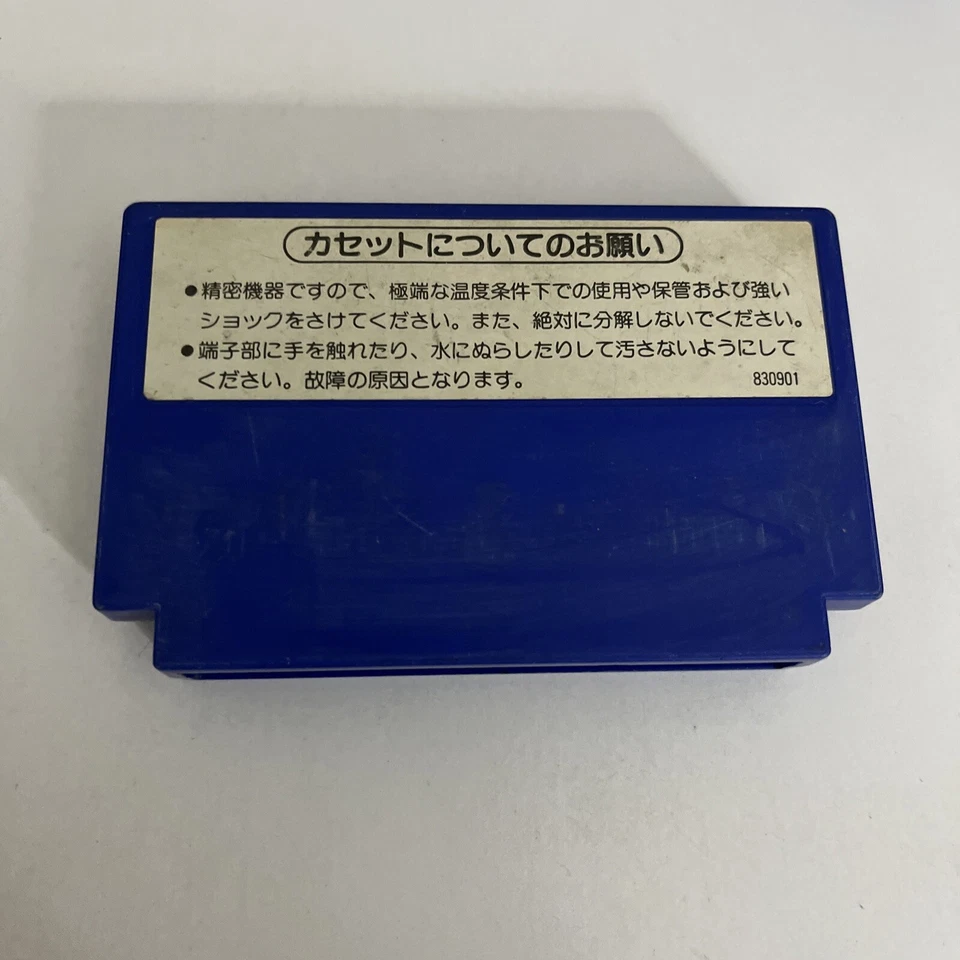 カセットについてのお願い
●精密機器ですので、極端な温度条件下での使用や保管および強い
ショックをさけてください。また、絶対に分解しないでください。
●端子部に手を触れたり、水にぬらしたりして汚さないようにして
ください。故障の原因となります。 830901